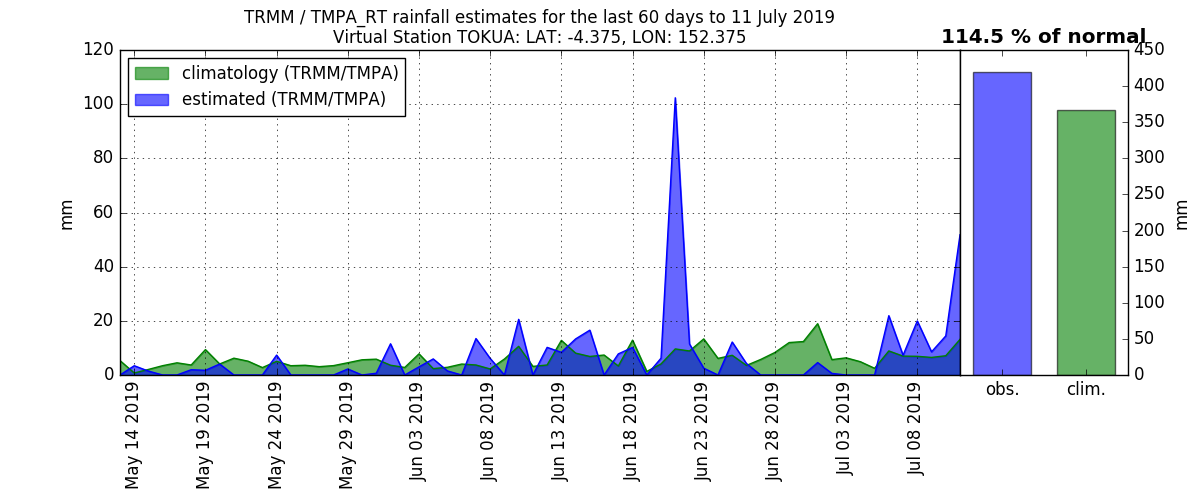 TRMM / TMPA_RT rainfall estimates for the last 60 days to 11 July 2019
Virtual Station TOKUA: LAT: -4.375, LON: 152.375
114.5 % of normal
climatology (TRMM/TMPA)
estimated (TRMM/TMPA)
120
100
80
60
40
20
0
mm
450
400
350
300
250
200
150
100
50
0
mm
May 14 2019
May 19 2019
May 24 2019
May 29 2019
Jun 03 2019
Jun 08 2019
Jun 13 2019
Jun 18 2019
Jun 23 2019
Jun 28 2019
Jul 03 2019
Jul 08 2019
obs.
clim.